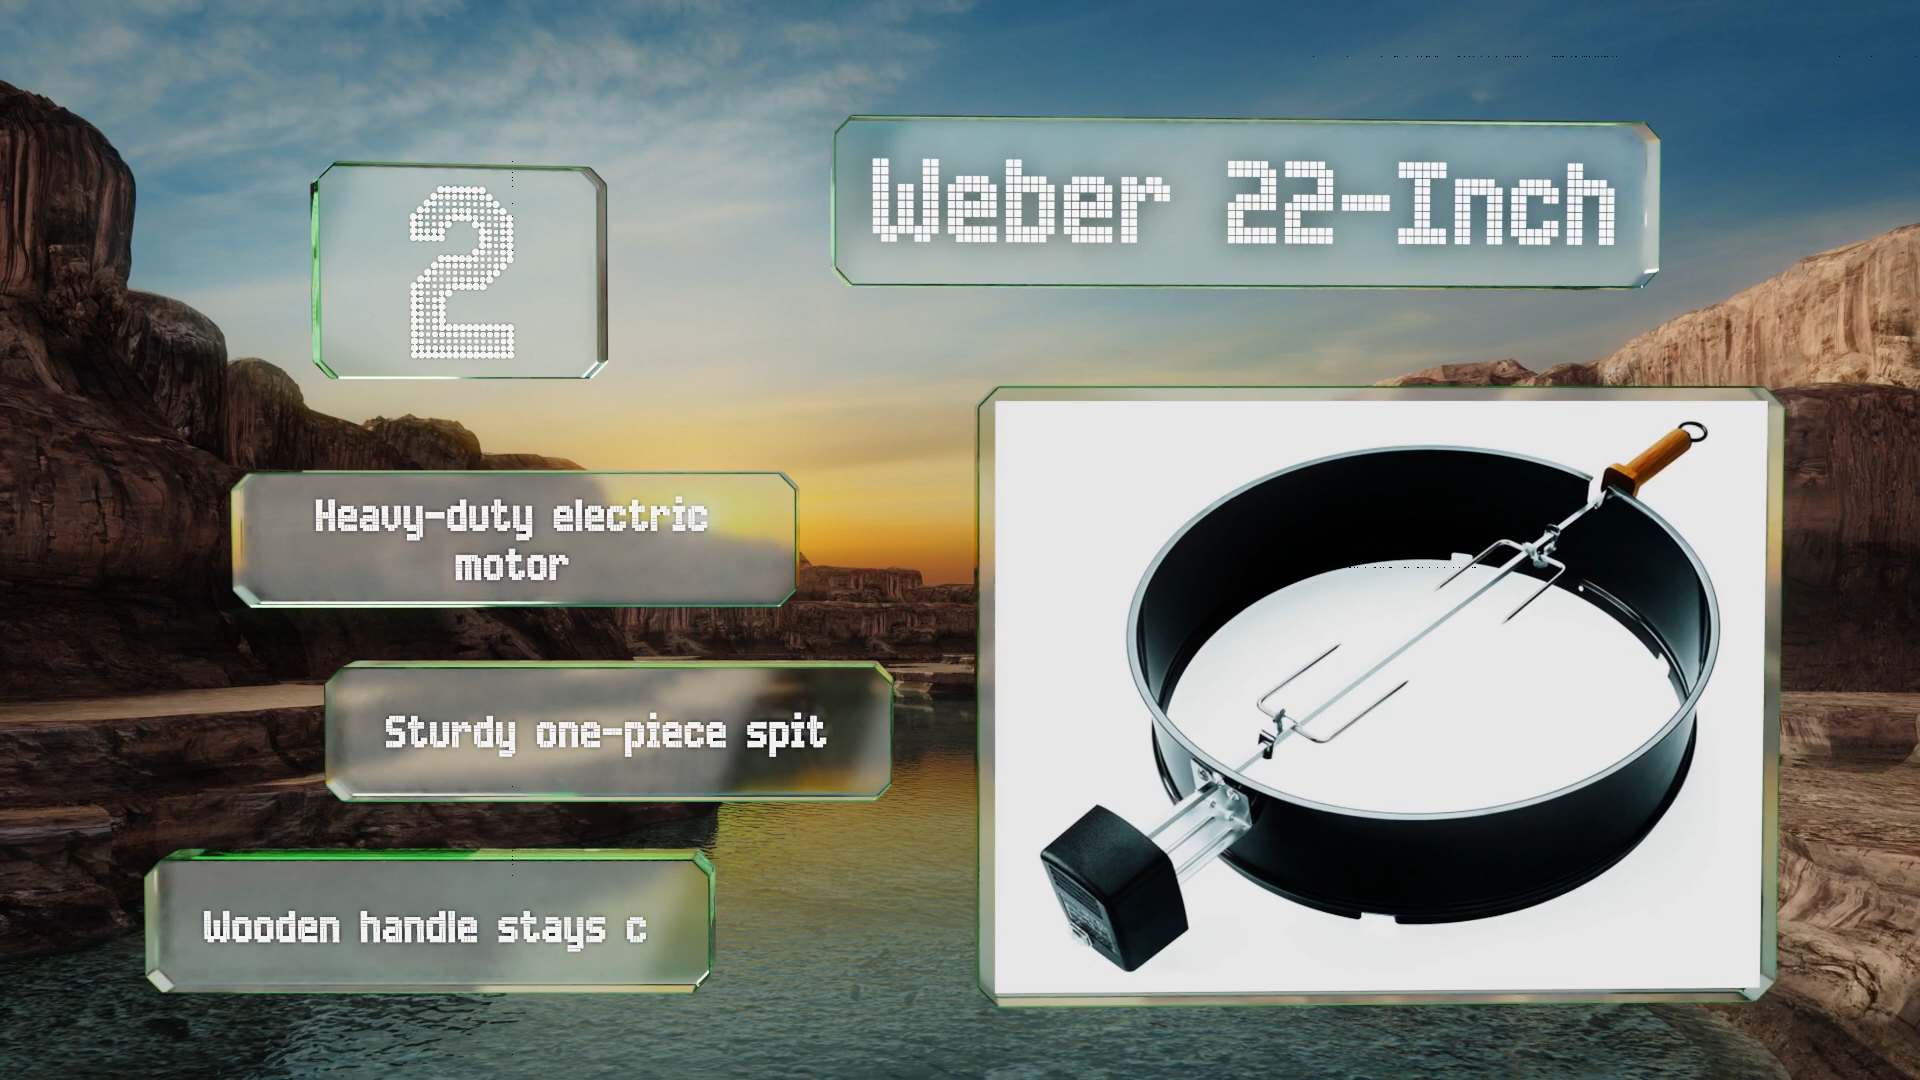 2
Weber 22-Inch
Heavy-duty electric
motor
Sturdy one-piece spit
Wooden handle stays c